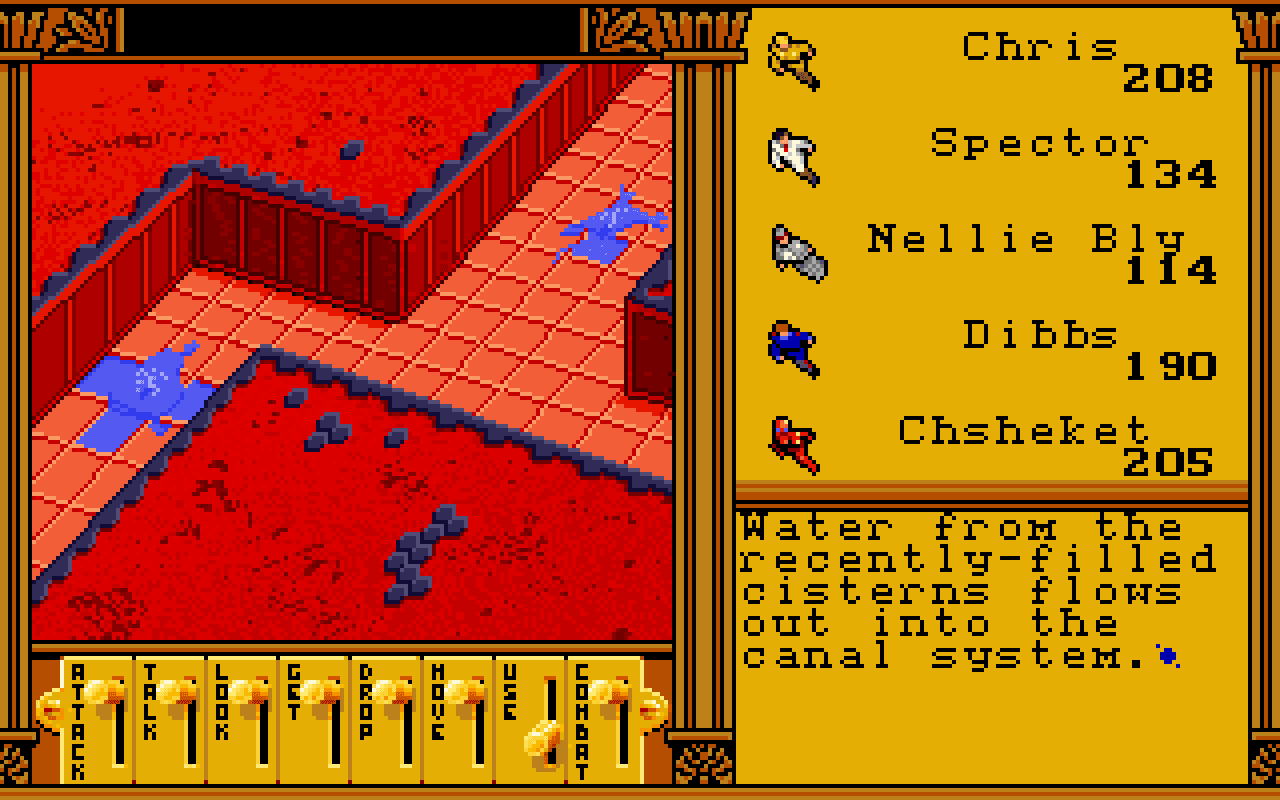 Chris
208
Spector
134
Nellie Bly
114
Dibbs
190
Chsheket
205
Water from the
recently-filled
cisterns flows
out into the
canal system.
ATTACK
TALK
LOOK
GET
DROP
MOVE
USE
COMBAT